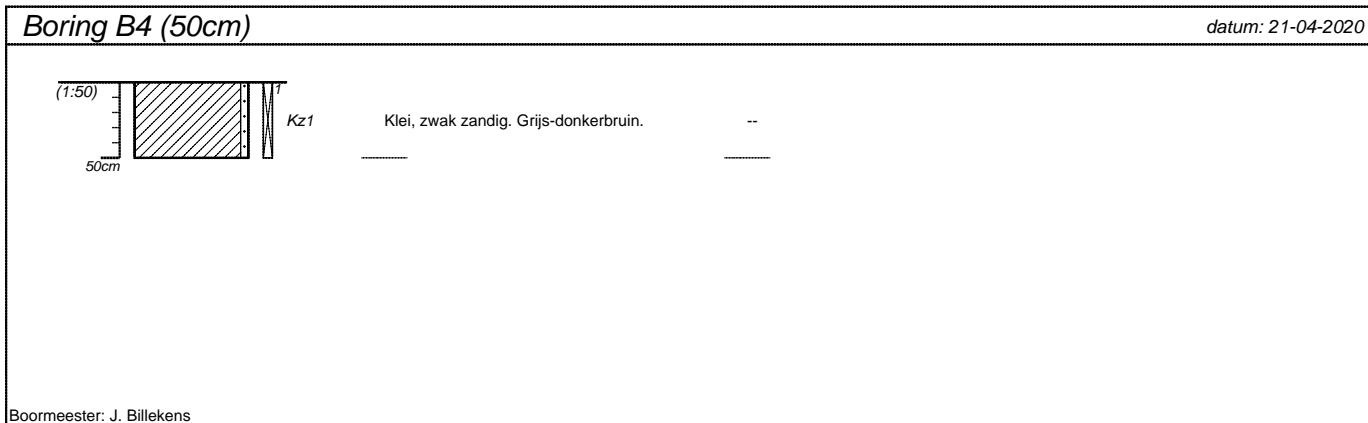 Boring B4 (50cm)
datum: 21-04-2020
(1:50)
1
Kz1
Klei, zwak zandig. Grijs-donkerbruin.
--
50cm
Boormeester: J. Billekens